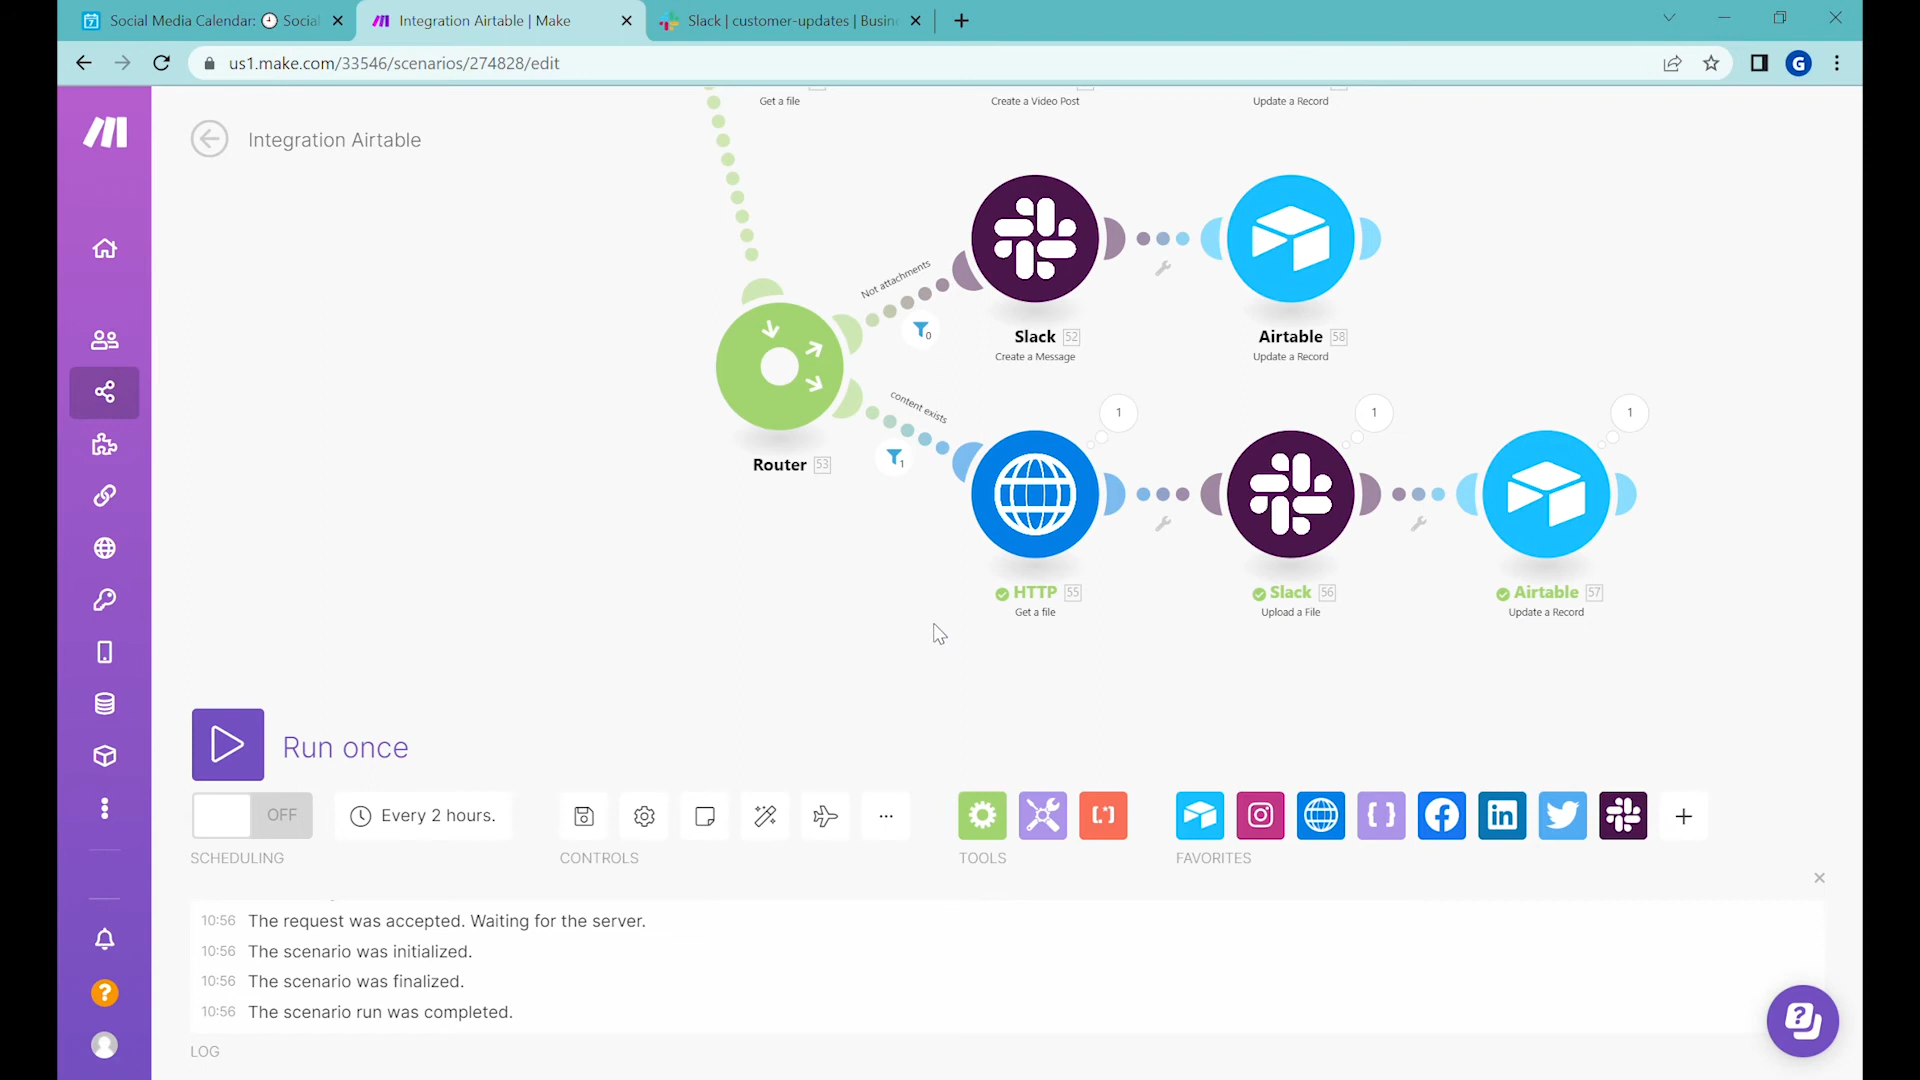 Social Media Calendar: Social
Integration Airtable | Make
Slack | customer-updates | Busin
us1.make.com/33546/scenarios/274828/edit
G
Get a file
Create a Video Post
Update a Record
Integration Airtable
Not attachments
0
Slack 52
Create a Message
Airtable 58
Update a Record
content exists
1
1
1
1
Router 53
HTTP 55
Get a file
Slack 56
Upload a File
Airtable 57
Update a Record
Run once
OFF
Every 2 hours.
SCHEDULING
CONTROLS
TOOLS
FAVORITES
10:56 The request was accepted. Waiting for the server.
10:56 The scenario was initialized.
10:56 The scenario was finalized.
10:56 The scenario run was completed.
LOG